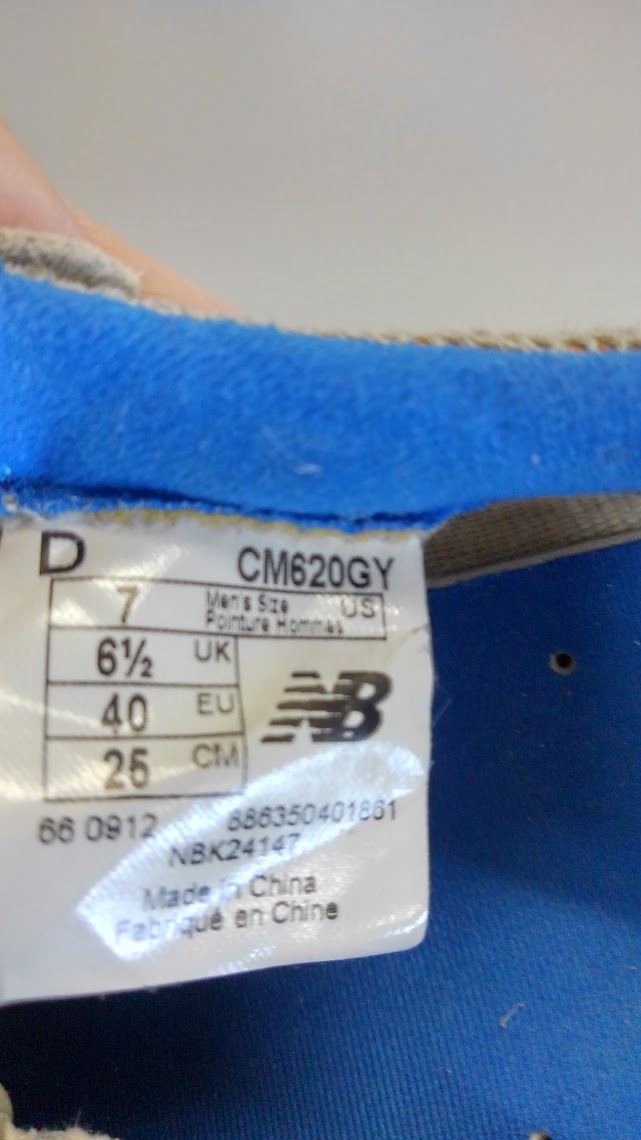 D CM620GY
7 Men's Size US
Pointure Hommes
6½ UK
40 EU
NB
25 CM
66 0912 886350401861
NBK24147
Made in China
Fabriqué en Chine